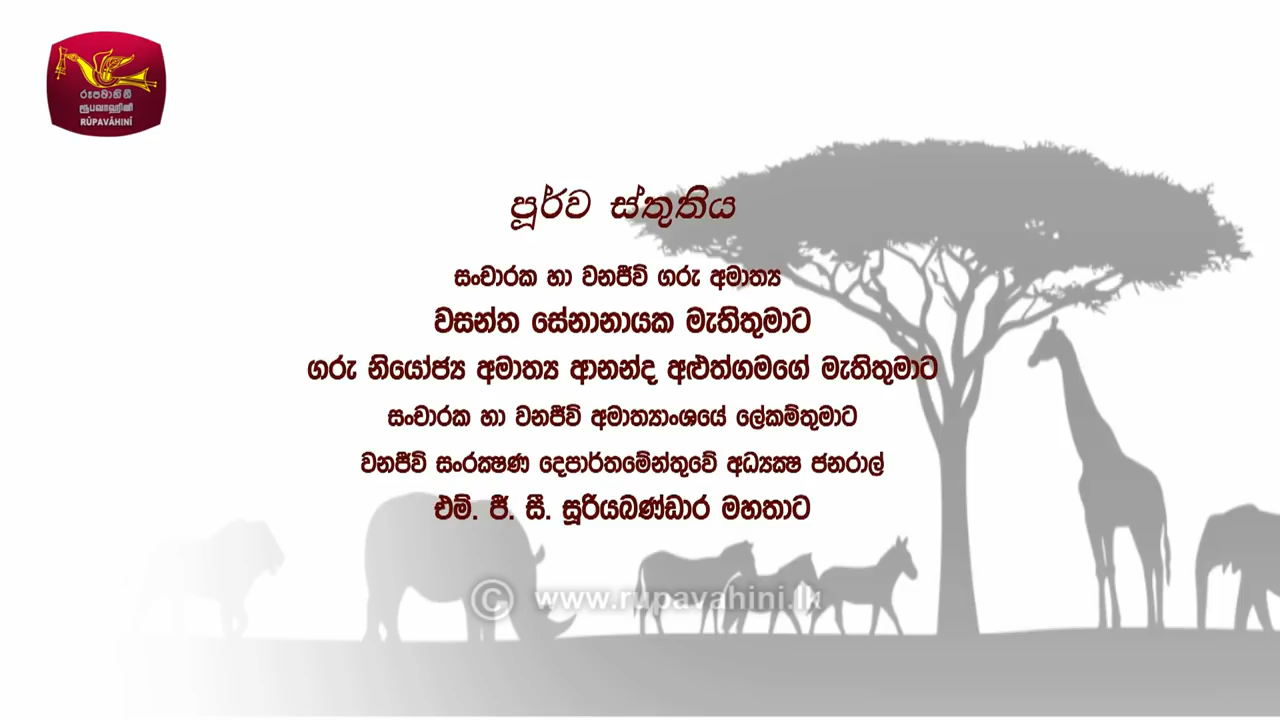 රූපවාහිනී
ரூபவாஹினி
RŪPAVĀHINĪ
පූර්ව ස්තුතිය
සංචාරක හා වනජීවි ගරු අමාත්‍ය
වසන්ත සේනානායක මැතිතුමාට
ගරු නියෝජ්‍ය අමාත්‍ය ආනන්ද අළුත්ගමගේ මැතිතුමාට
සංචාරක හා වනජීවි අමාත්‍යාංශයේ ලේකම්තුමාට
වනජීවි සංරක්‍ෂණ දෙපාර්තමේන්තුවේ අධ්‍යක්‍ෂ ජනරාල්
එම්. ජී. සී. සූරියබණ්ඩාර මහතාට
© www.rupavahini.lk